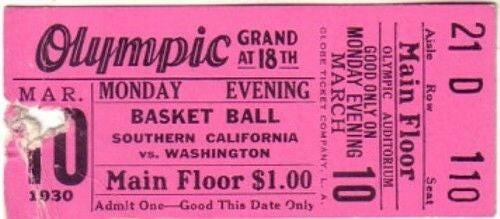 Olympic
GRAND
AT 18TH
MAR.
10
1930
MONDAY EVENING
BASKET BALL
SOUTHERN CALIFORNIA
vs. WASHINGTON
Main Floor $1.00
Admit One—Good This Date Only
GLOBE TICKET COMPANY, L. A.
GOOD ONLY ON
MONDAY EVENING
MARCH 10
OLYMPIC AUDITORIUM
Main Floor
Aisle Row Seat
21 D 110